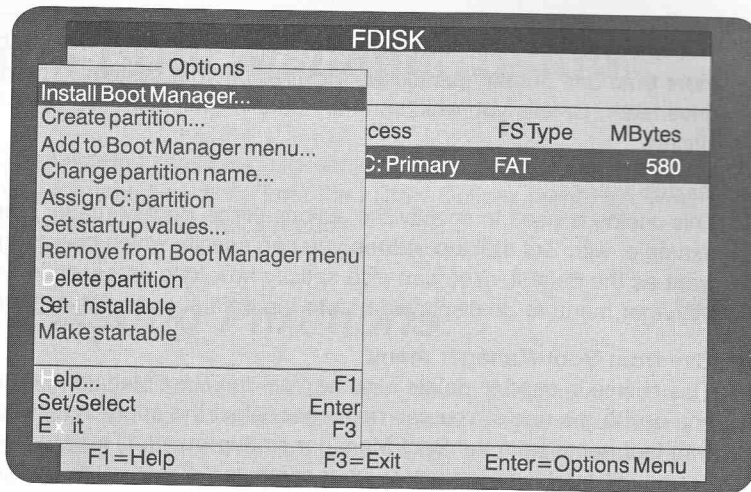 FDISK
Options
Install Boot Manager...
Create partition...
Add to Boot Manager menu...
Change partition name...
Assign C: partition
Set startup values...
Remove from Boot Manager menu
Delete partition
Set Installable
Make startable
Help... F1
Set/Select Enter
Exit F3
cess FS Type MBytes
C: Primary FAT 580
F1=Help F3=Exit Enter=Options Menu